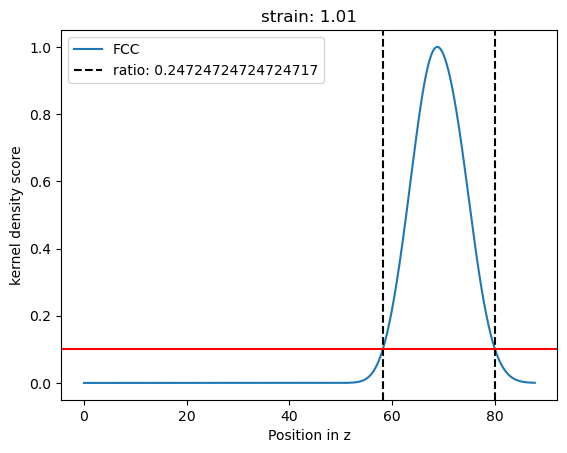 strain: 1.01
FCC
ratio: 0.24724724724724717
kernel density score
1.0
0.8
0.6
0.4
0.2
0.0
0 20 40 60 80
Position in z